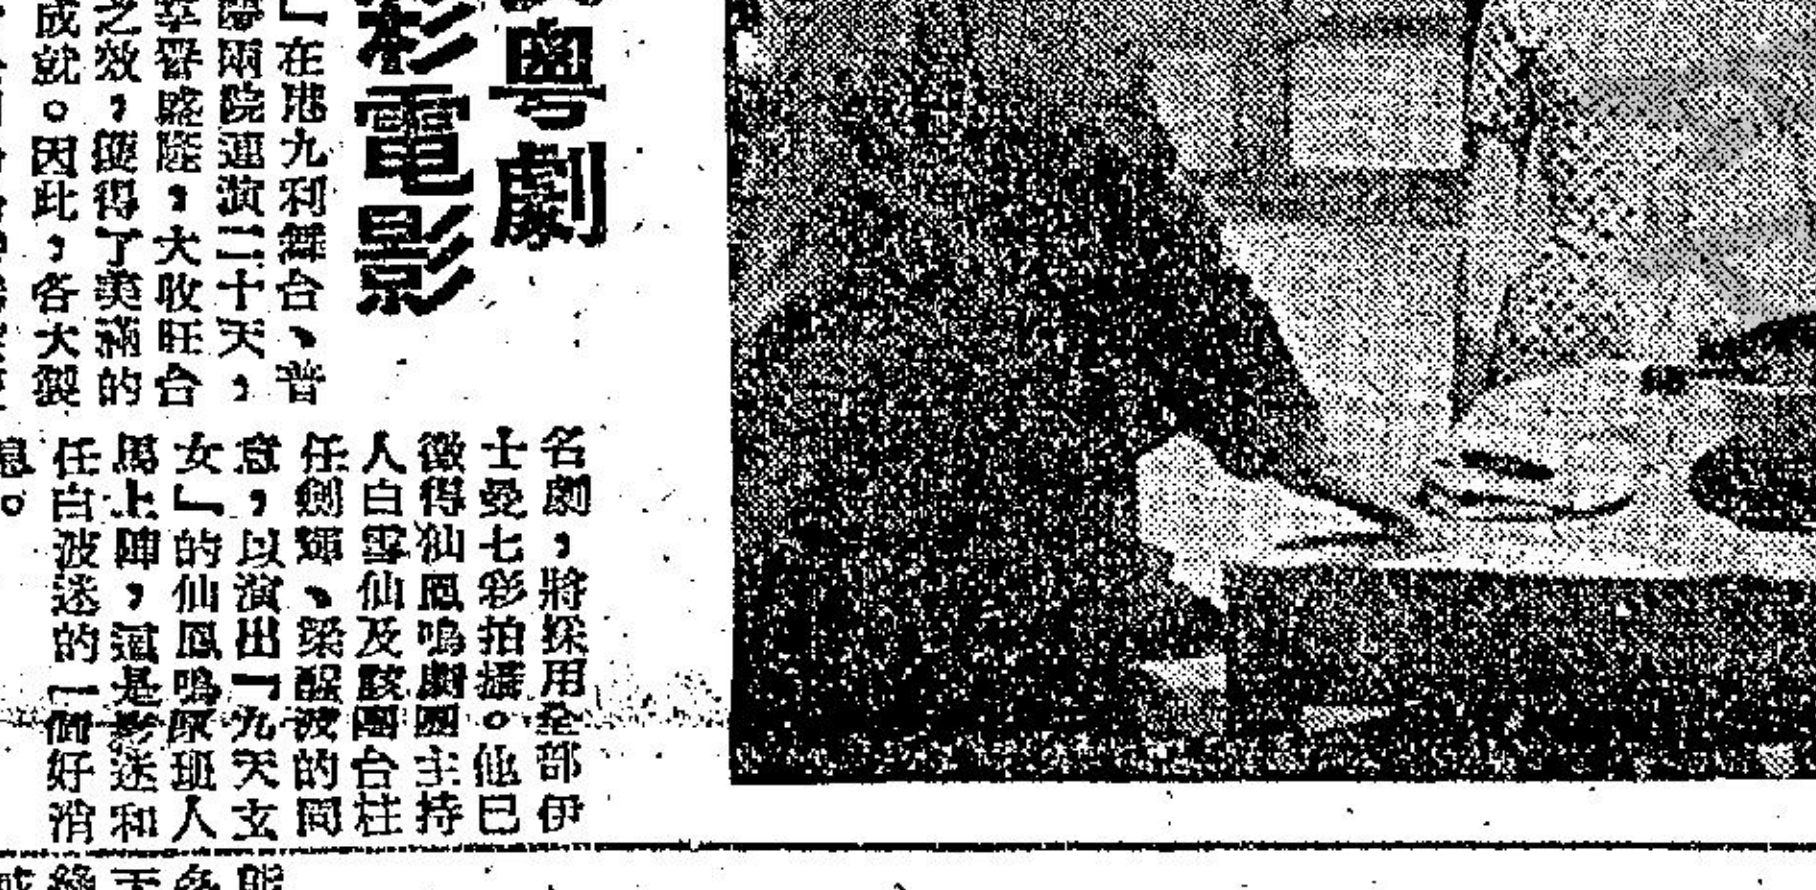 粵劇
彩電影
」在港九利舞台、普
兩院連演二十天,
盛,大收旺台
之效,獲得了美滿的
成就。因此,各大製
名劇,將採用全部伊
士曼七彩拍攝。他已
徵得仙鳳鳴劇團主持
人白雪仙及該團台柱
任劍輝、梁醒波的同
意,以演出「九天玄
女」的仙鳳鳴原班人
馬上陣,這是影迷和
任白波迷的一個好消
息。